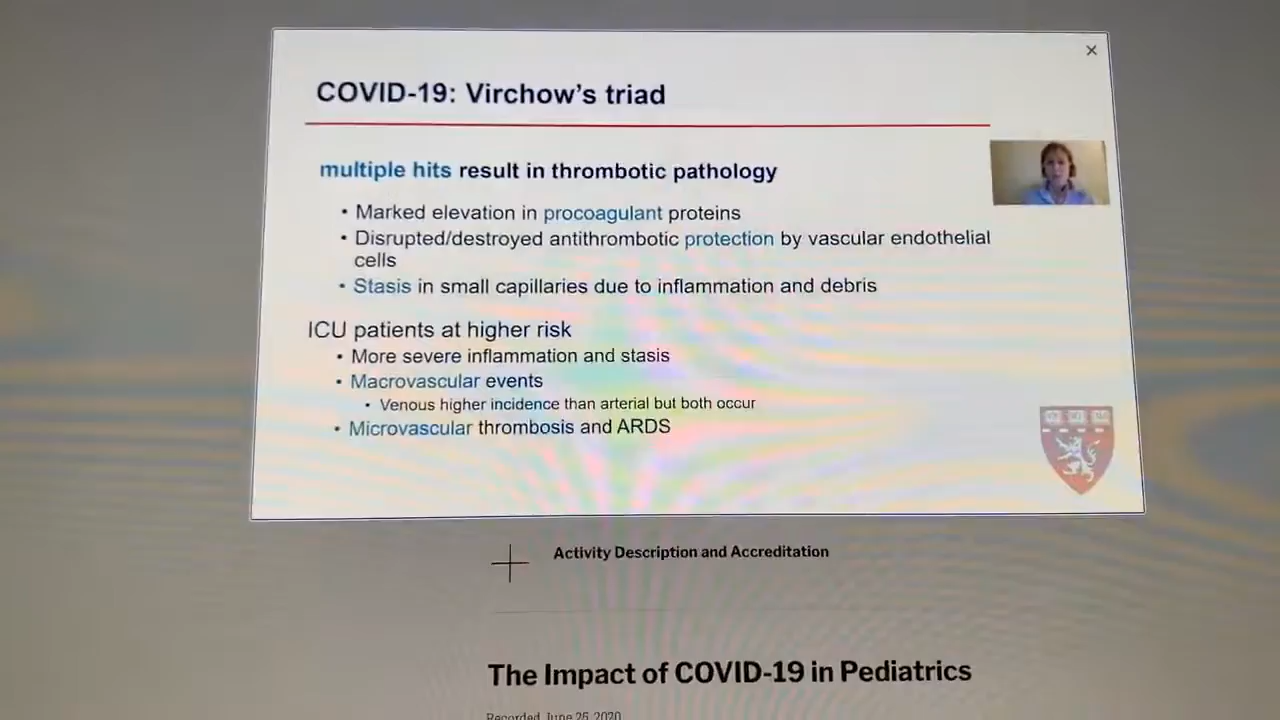 COVID-19: Virchow's triad
multiple hits result in thrombotic pathology
• Marked elevation in procoagulant proteins
• Disrupted/destroyed antithrombotic protection by vascular endothelial
cells
• Stasis in small capillaries due to inflammation and debris
ICU patients at higher risk
• More severe inflammation and stasis
• Macrovascular events
• Venous higher incidence than arterial but both occur
• Microvascular thrombosis and ARDS
Activity Description and Accreditation
The Impact of COVID-19 in Pediatrics
Recorded June 25, 2020